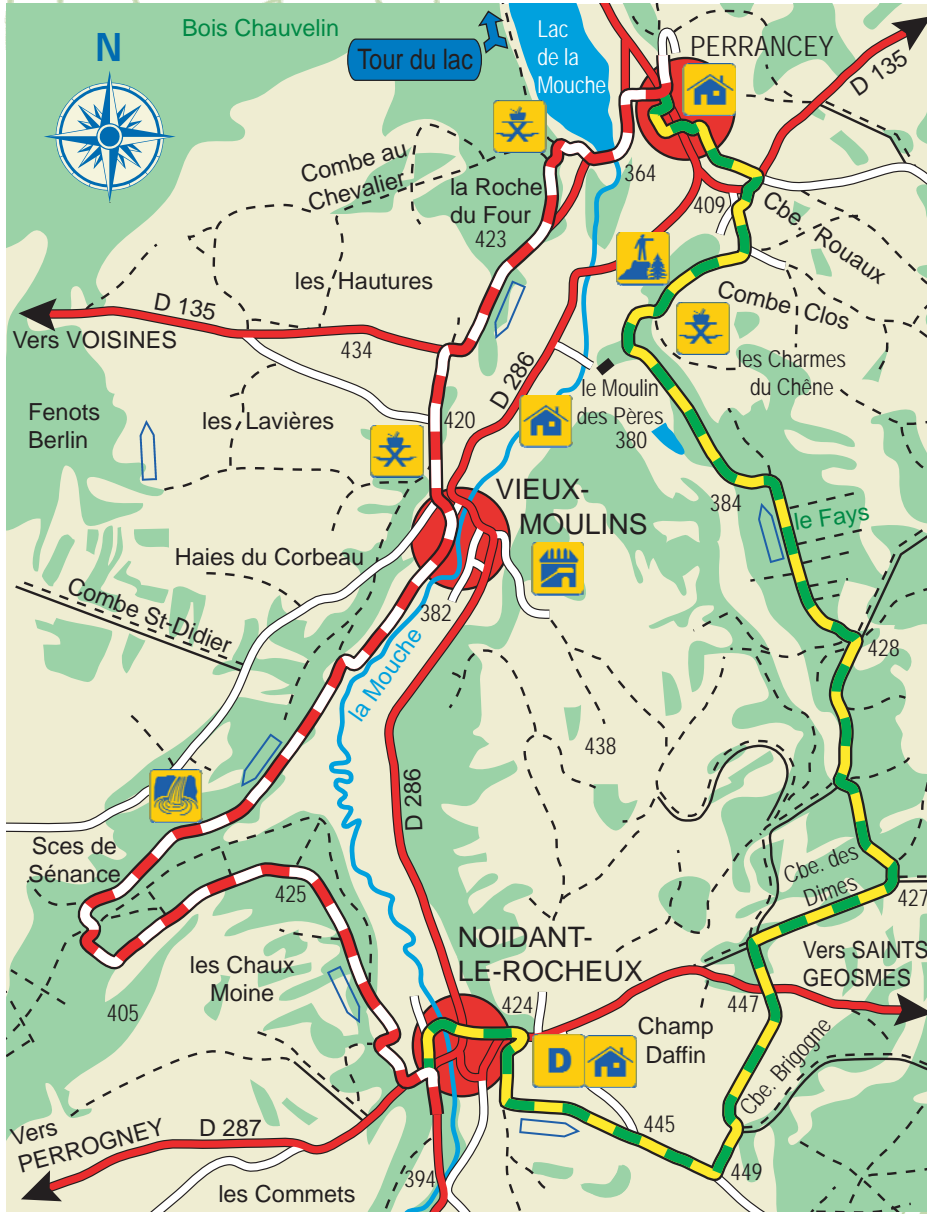 Bois Chauvelin
Tour du lac
Lac
de la
Mouche
PERRANCEY
D 135
N
Combe au
Chevalier
la Roche
du Four
423
364
409
Cbe. Rouaux
les Hautures
Combe Clos
D 135
Vers VOISINES
434
D 286
les Charmes
du Chêne
le Moulin
des Pères
380
Fenots
Berlin
les Lavières
420
384
VIEUX-
MOULINS
le Fays
Haies du Corbeau
Combe St-Didier
382
la Mouche
428
438
D 286
Sces de
Sénance
425
Cbe. des
Dimes
427
NOIDANT-
LE-ROCHEUX
Vers SAINTS
GEOSMES
les Chaux
Moine
405
424
447
Champ
Daffin
D
Cbe. Brigogne
445
Vers
PERROGNEY
D 287
394
449
les Commets